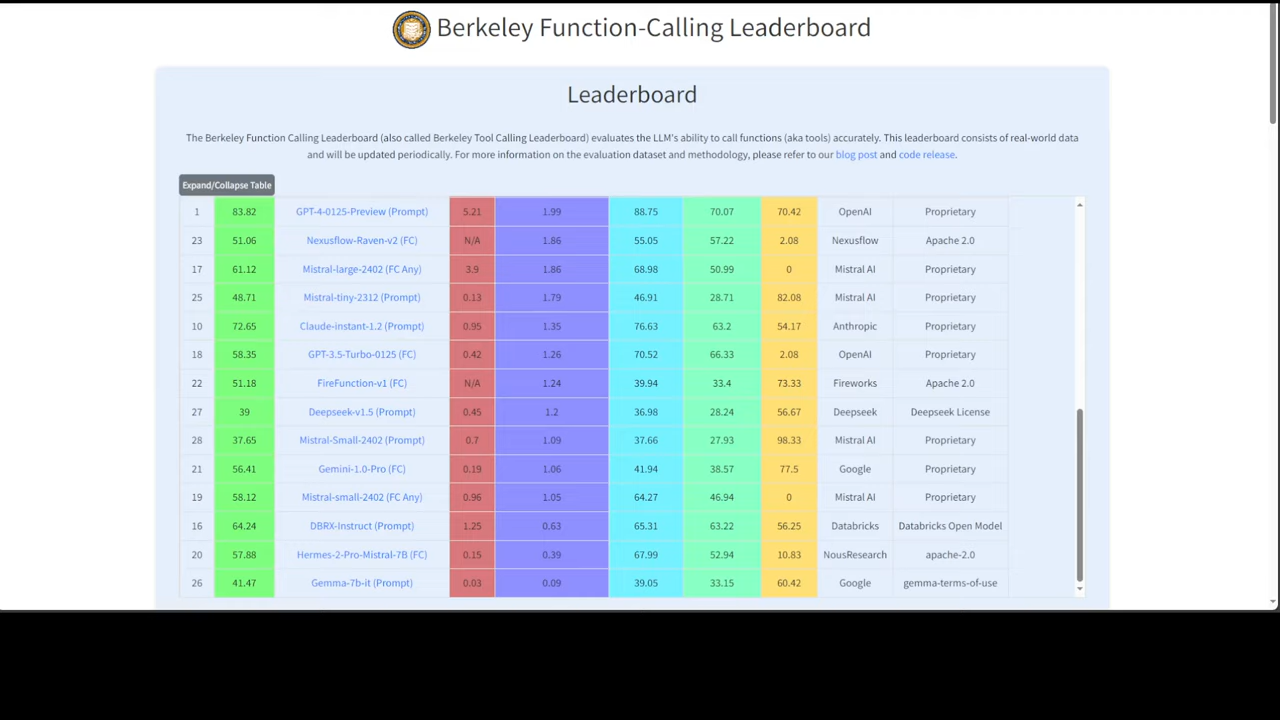 Berkeley Function-Calling Leaderboard
Leaderboard
The Berkeley Function Calling Leaderboard (also called Berkeley Tool Calling Leaderboard) evaluates the LLM's ability to call functions (aka tools) accurately. This leaderboard consists of real-world data
and will be updated periodically. For more information on the evaluation dataset and methodology, please refer to our blog post and code release.
Expand/Collapse Table
1 83.82 GPT-4-0125-Preview (Prompt) 5.21 1.99 88.75 70.07 70.42 OpenAI Proprietary
23 51.06 Nexusflow-Raven-v2 (FC) N/A 1.86 55.05 57.22 2.08 Nexusflow Apache 2.0
17 61.12 Mistral-large-2402 (FC Any) 3.9 1.86 68.98 50.99 0 Mistral AI Proprietary
25 48.71 Mistral-tiny-2312 (Prompt) 0.13 1.79 46.91 28.71 82.08 Mistral AI Proprietary
10 72.65 Claude-instant-1.2 (Prompt) 0.95 1.35 76.63 63.2 54.17 Anthropic Proprietary
18 58.35 GPT-3.5-Turbo-0125 (FC) 0.42 1.26 70.52 66.33 2.08 OpenAI Proprietary
22 51.18 FireFunction-v1 (FC) N/A 1.24 39.94 33.4 73.33 Fireworks Apache 2.0
27 39 Deepseek-v1.5 (Prompt) 0.45 1.2 36.98 28.24 56.67 Deepseek Deepseek License
28 37.65 Mistral-Small-2402 (Prompt) 0.7 1.09 37.66 27.93 98.33 Mistral AI Proprietary
21 56.41 Gemini-1.0-Pro (FC) 0.19 1.06 41.94 38.57 77.5 Google Proprietary
19 58.12 Mistral-small-2402 (FC Any) 0.96 1.05 64.27 46.94 0 Mistral AI Proprietary
16 64.24 DBRX-Instruct (Prompt) 1.25 0.63 65.31 63.22 56.25 Databricks Databricks Open Model
20 57.88 Hermes-2-Pro-Mistral-7B (FC) 0.15 0.39 67.99 52.94 10.83 NousResearch apache-2.0
26 41.47 Gemma-7b-it (Prompt) 0.03 0.09 39.05 33.15 60.42 Google gemma-terms-of-use